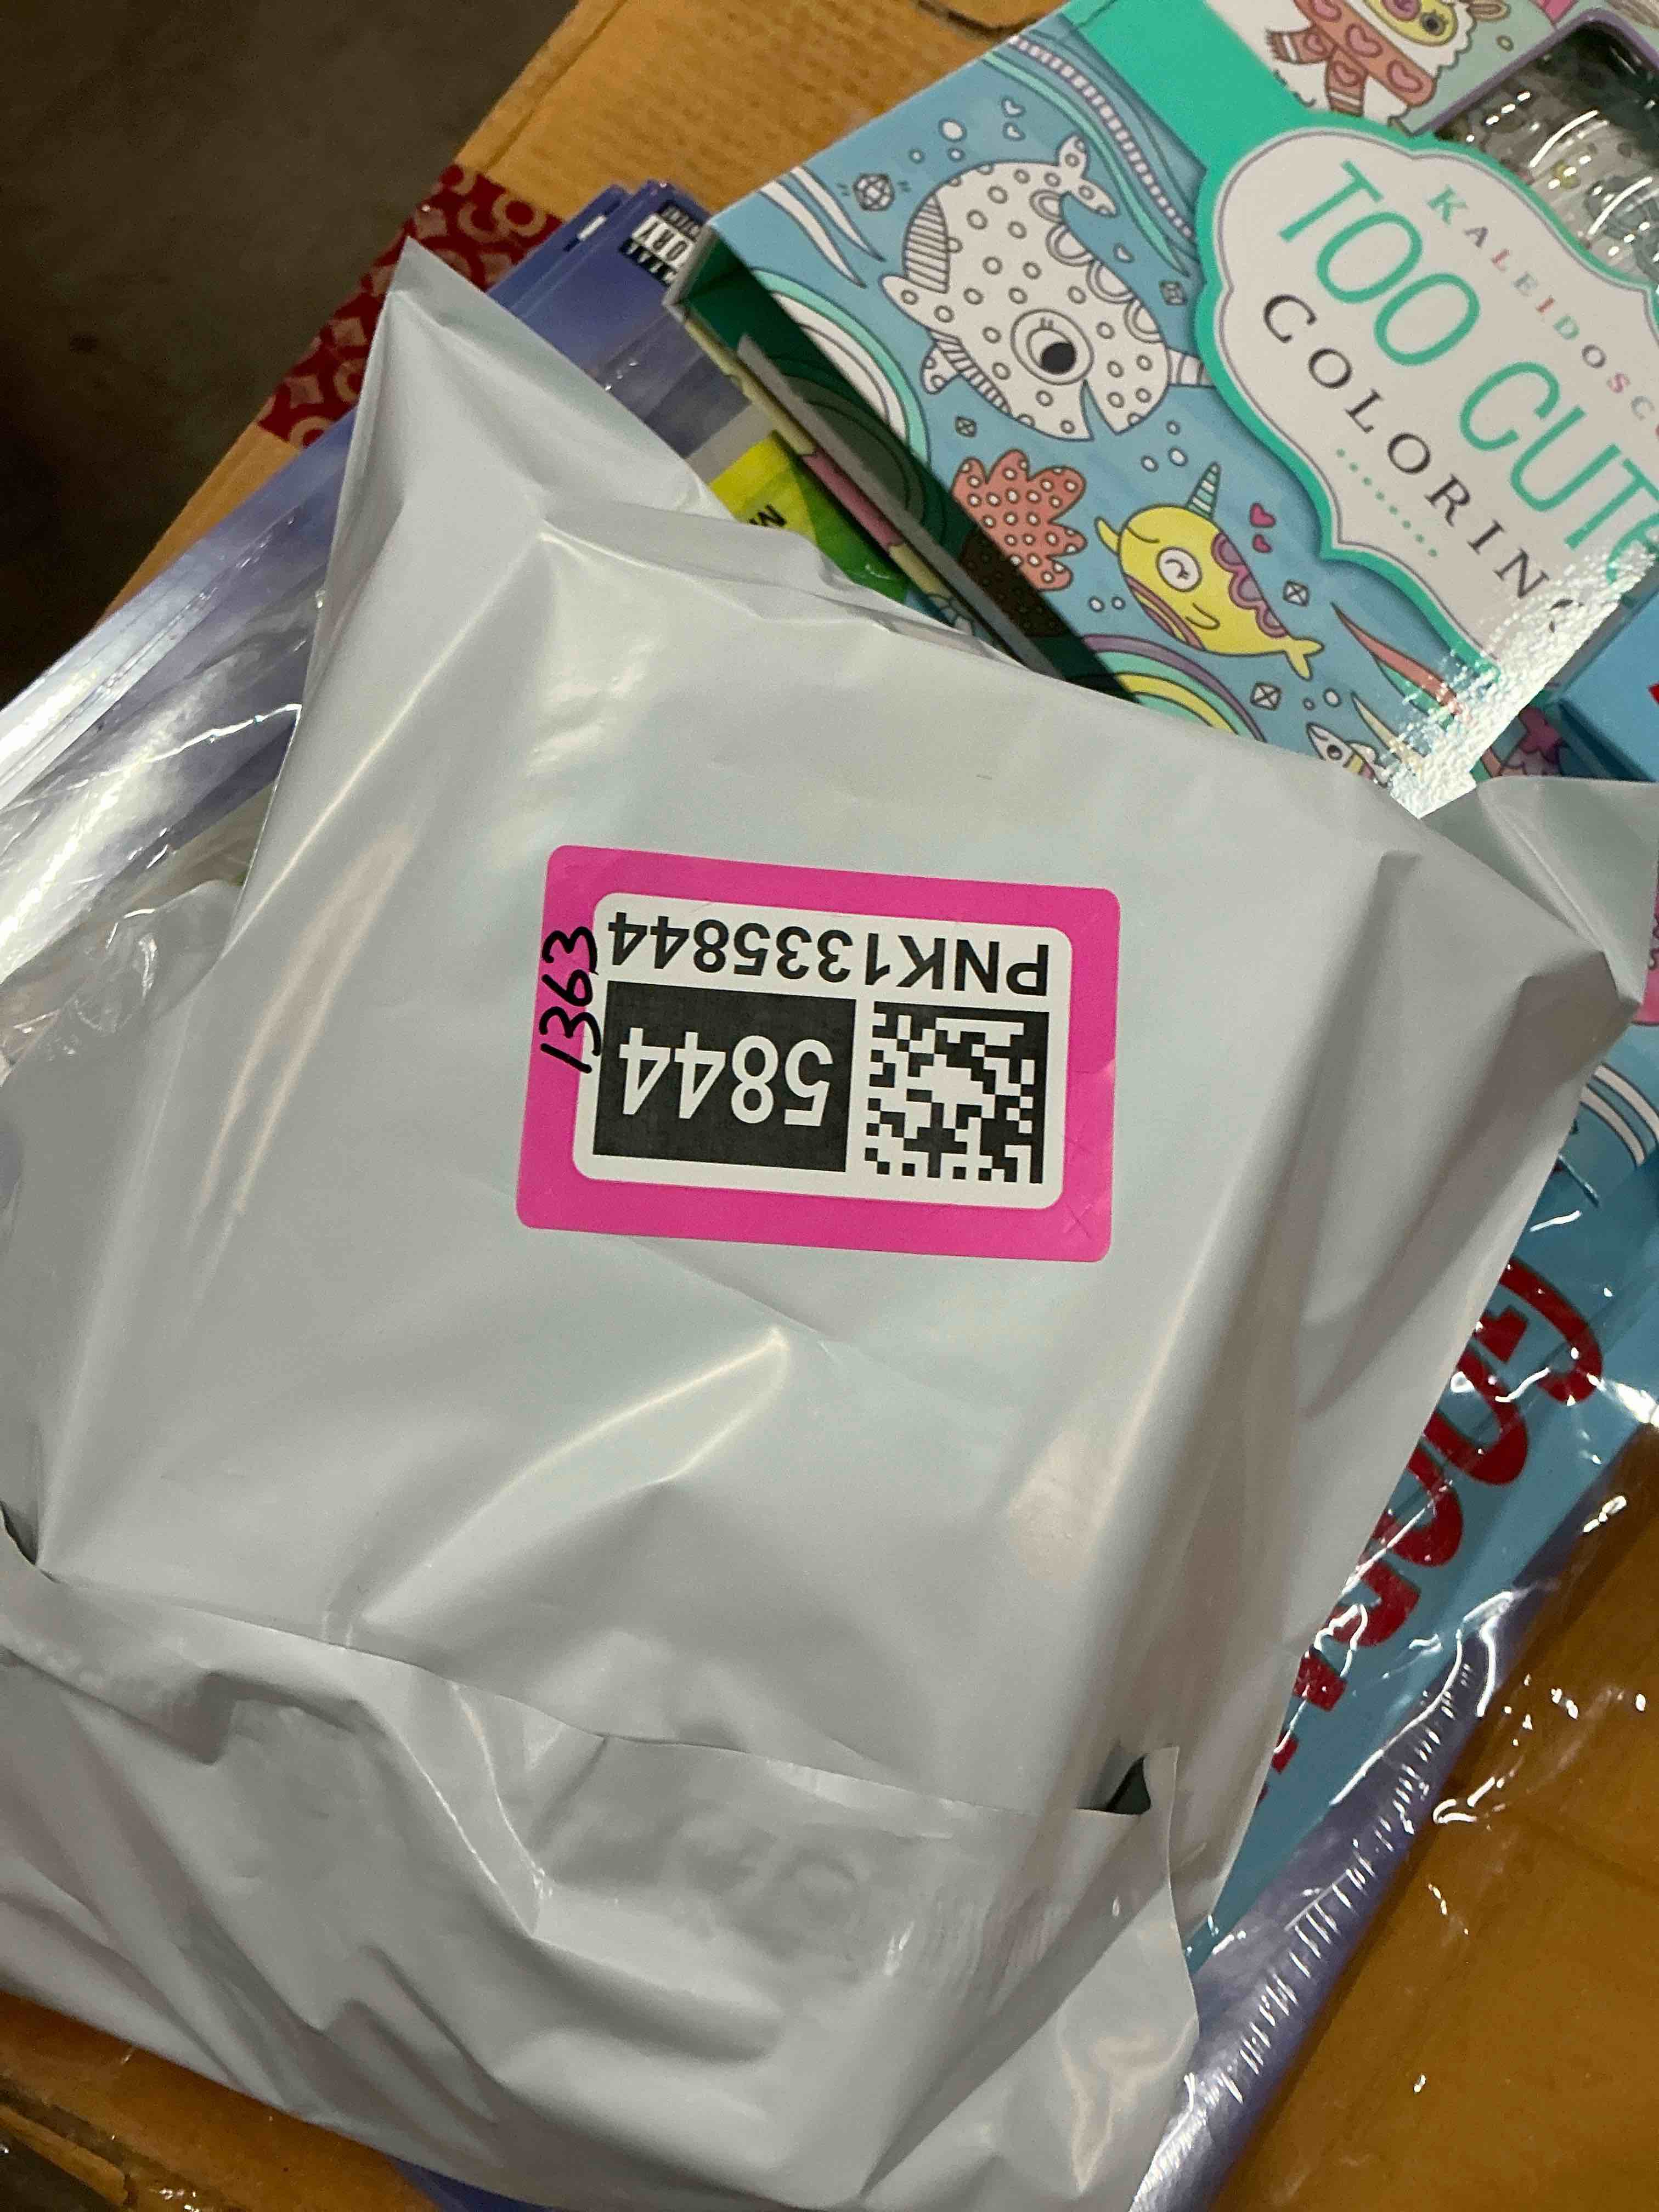 KALEIDOSC
TOO CUTE
COLORIN
PNK1335844
5844
1363